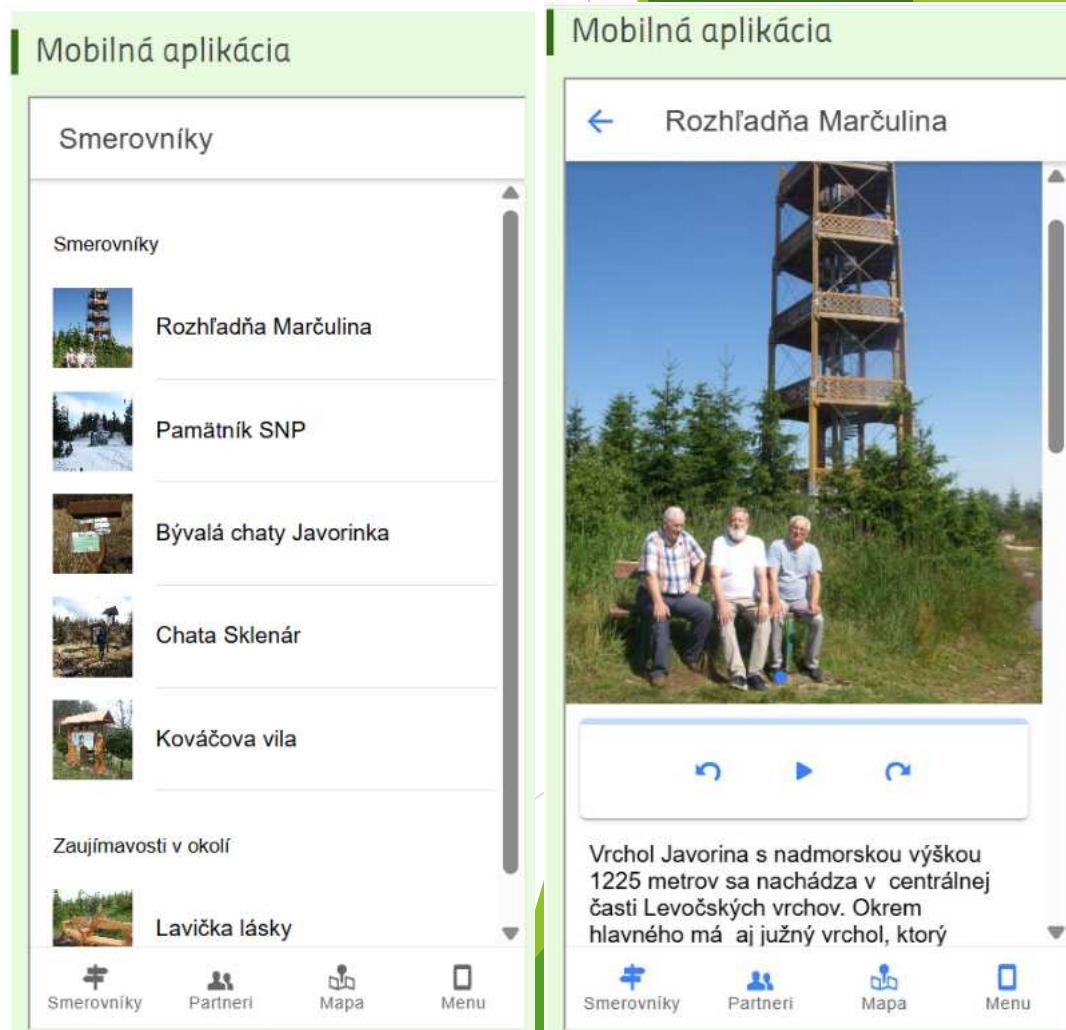 Mobilná aplikácia
Smerovníky
Smerovníky
Rozhľadňa Marčulina
Pamätník SNP
Bývalá chaty Javorinka
Chata Sklenár
Kováčova vila
Zaujímavosti v okolí
Lavička lásky
Smerovníky
Partneri
Mapa
Menu
Mobilná aplikácia
Rozhľadňa Marčulina
Vrchol Javorina s nadmorskou výškou
1225 metrov sa nachádza v centrálnej
časti Levočských vrchov. Okrem
hlavného má aj južný vrchol, ktorý
Smerovníky
Partneri
Mapa
Menu